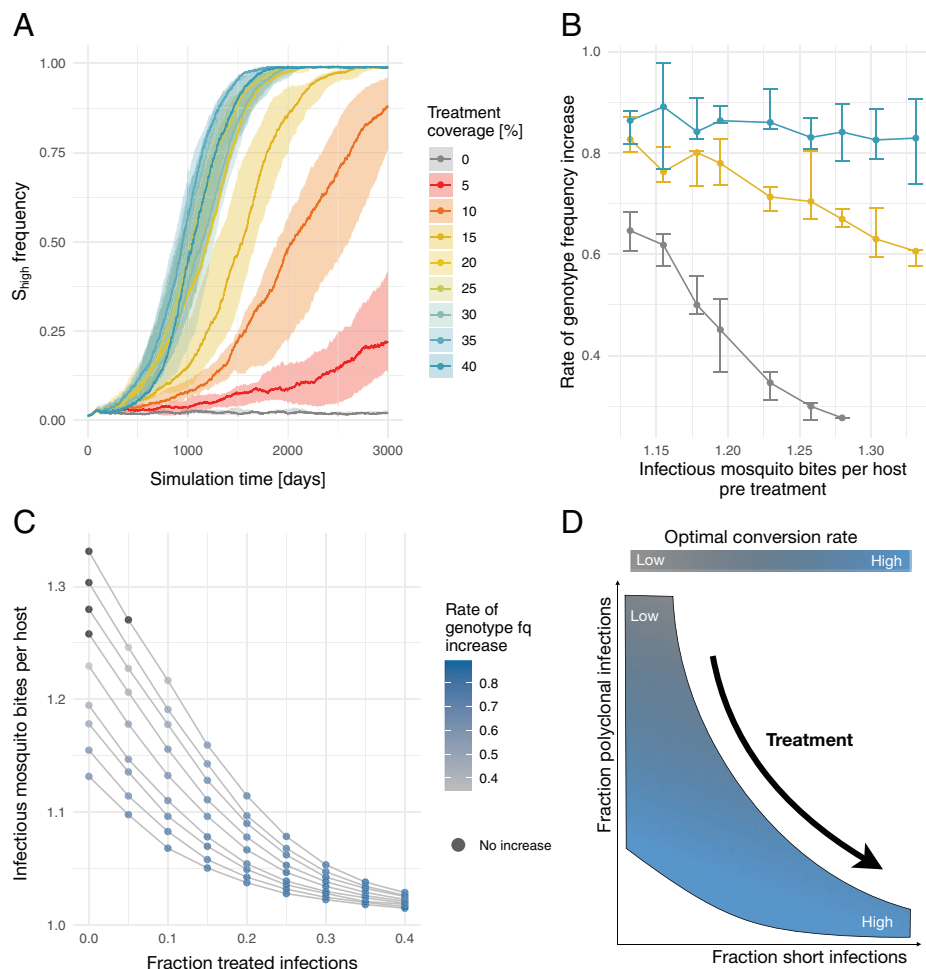 A
S_high frequency
1.00
0.75
0.50
0.25
0.00
0
1000
2000
3000
Simulation time [days]
Treatment
coverage [%]
0
5
10
15
20
25
30
35
40
B
Rate of genotype frequency increase
1.0
0.8
0.6
0.4
1.15
1.20
1.25
1.30
Infectious mosquito bites per host
pre treatment
C
Infectious mosquito bites per host
1.3
1.2
1.1
1.0
0.0
0.1
0.2
0.3
0.4
Fraction treated infections
Rate of
genotype fq
increase
0.8
0.7
0.6
0.5
0.4
No increase
D
Optimal conversion rate
Low
High
Fraction polyclonal infections
Low
Treatment
High
Fraction short infections